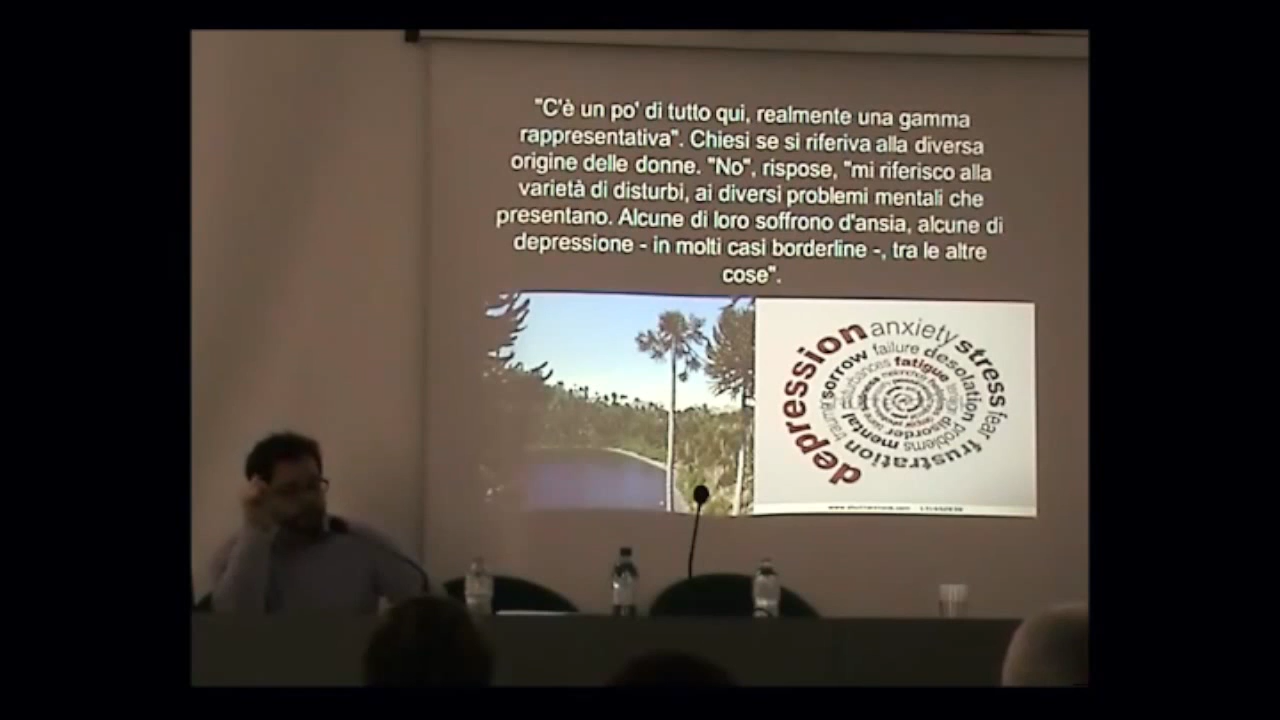 "C'è un po' di tutto qui, realmente una gamma
rappresentativa". Chiesi se si riferiva alla diversa
origine delle donne. "No", rispose, "mi riferisco alla
varietà di disturbi, ai diversi problemi mentali che
presentano. Alcune di loro soffrono d'ansia, alcune di
depressione - in molti casi borderline -, tra le altre
cose".
depression
anxiety
stress
fear
frustration
mental
trauma
sorrow
failure
desolation
problems
disorder
disturbances
fatigue